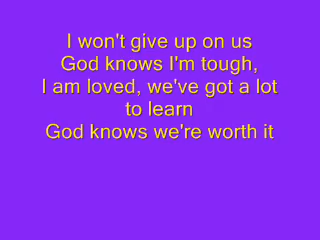 I won't give up on us
God knows I'm tough,
I am loved, we've got a lot
to learn
God knows we're worth it